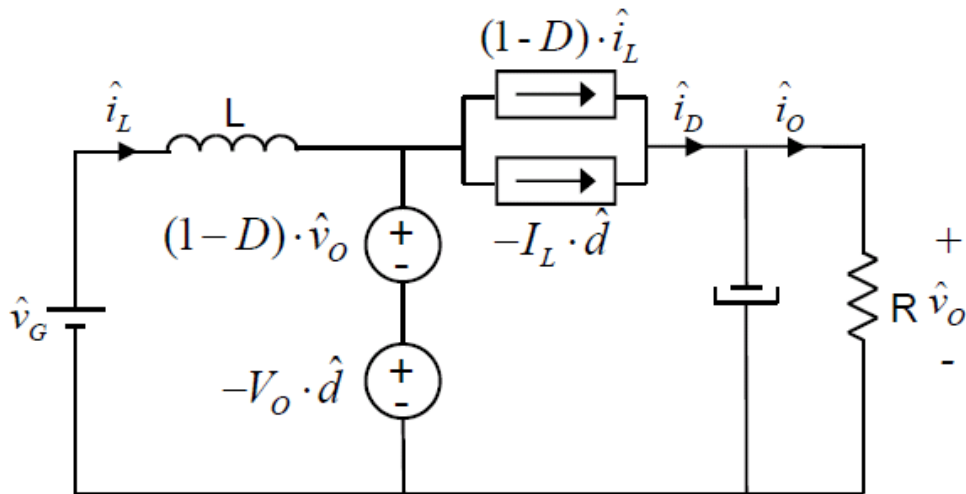 (1 - D) · î_L
î_L
L
î_D
î_O
(1 − D) · v̂_O
−I_L · d̂
+
-
v̂_G
+
R
v̂_O
-
−V_O · d̂
+
-